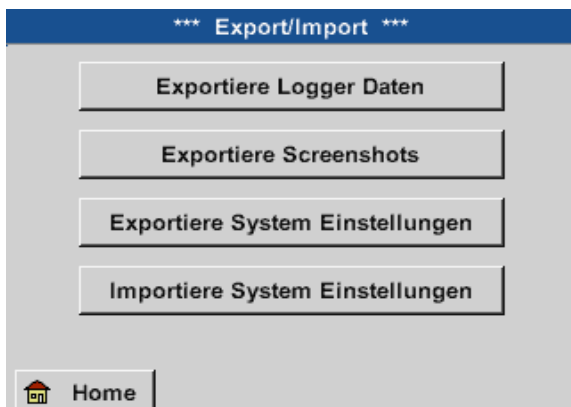 *** Export/Import ***
Exportiere Logger Daten
Exportiere Screenshots
Exportiere System Einstellungen
Importiere System Einstellungen
Home